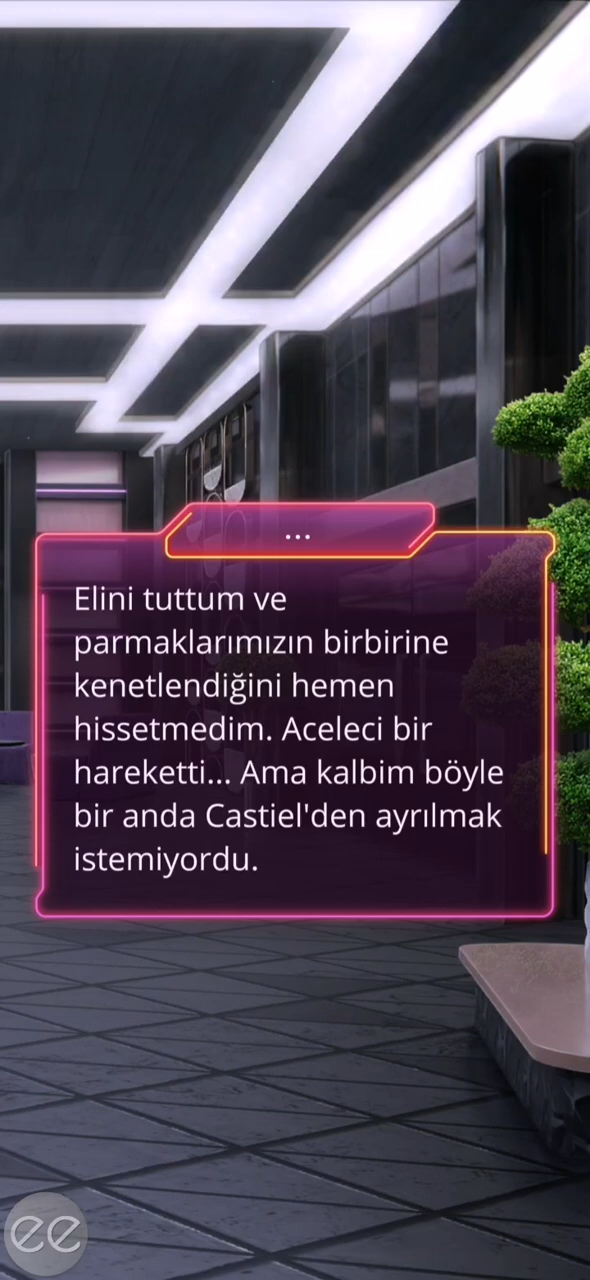 ...
Elini tuttum ve
parmaklarımızın birbirine
kenetlendiğini hemen
hissetmedim. Aceleci bir
hareketti... Ama kalbim böyle
bir anda Castiel'den ayrılmak
istemiyordu.
ee